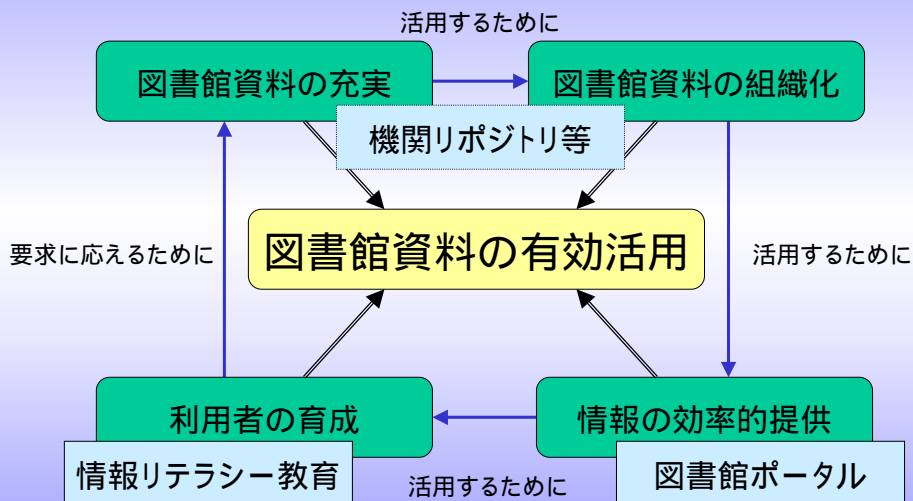 活用するために
図書館資料の充実
図書館資料の組織化
機関リポジトリ等
図書館資料の有効活用
要求に応えるために
活用するために
利用者の育成
情報の効率的提供
情報リテラシー教育
図書館ポータル
活用するために